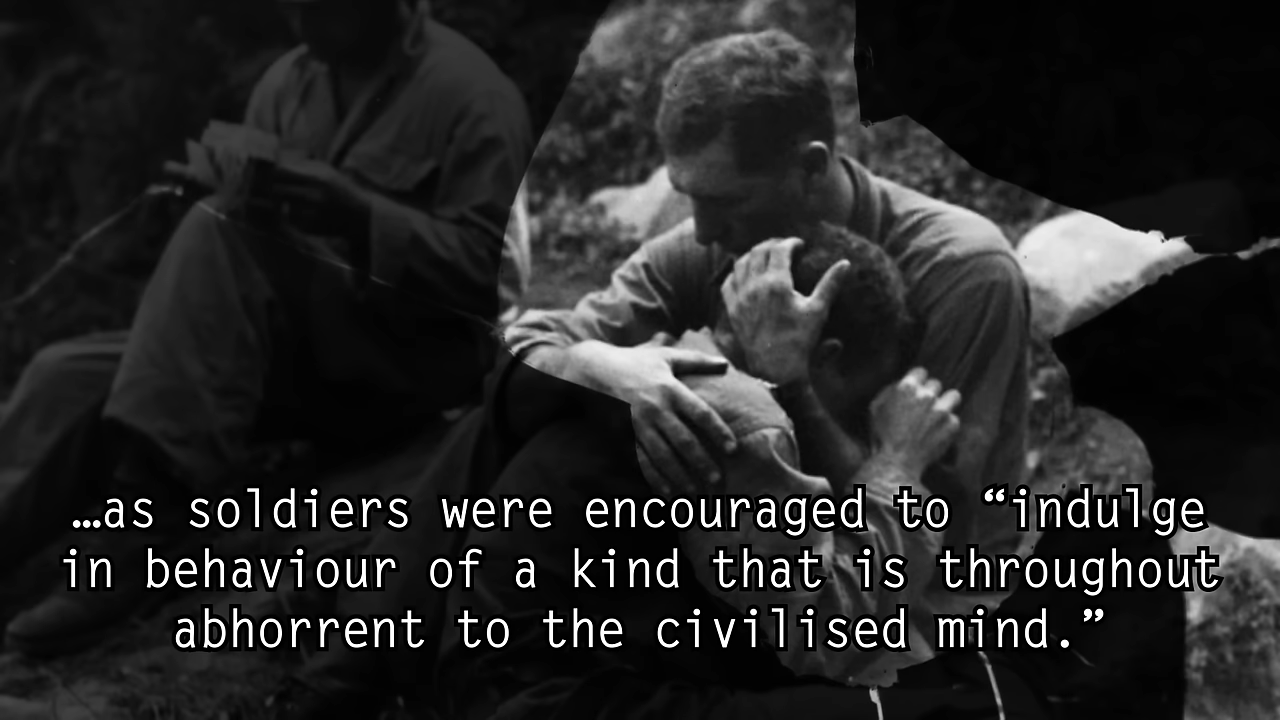 …as soldiers were encouraged to “indulge
in behaviour of a kind that is throughout
abhorrent to the civilised mind.”